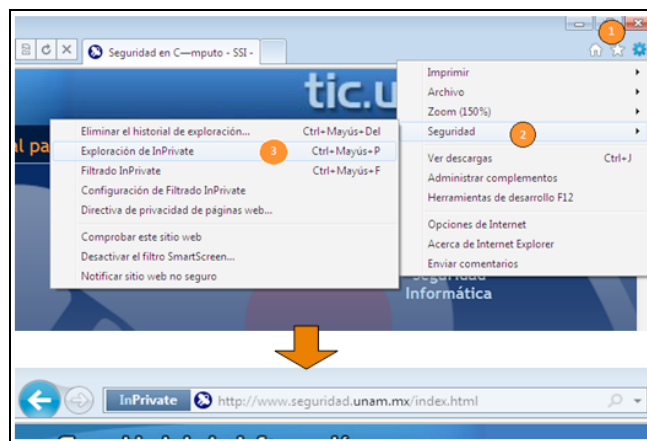 Seguridad en C—mputo - SSI -
1
tic.u
al pa
Imprimir
Archivo
Zoom (150%)
Seguridad 2
Ver descargas Ctrl+J
Administrar complementos
Herramientas de desarrollo F12
Opciones de Internet
Acerca de Internet Explorer
Enviar comentarios
Eliminar el historial de exploración... Ctrl+Mayús+Del
Exploración de InPrivate 3 Ctrl+Mayús+P
Filtrado InPrivate Ctrl+Mayús+F
Configuración de Filtrado InPrivate
Directiva de privacidad de páginas web...
Comprobar este sitio web
Desactivar el filtro SmartScreen...
Notificar sitio web no seguro
Seguridad
Informática
InPrivate http://www.seguridad.unam.mx/index.html